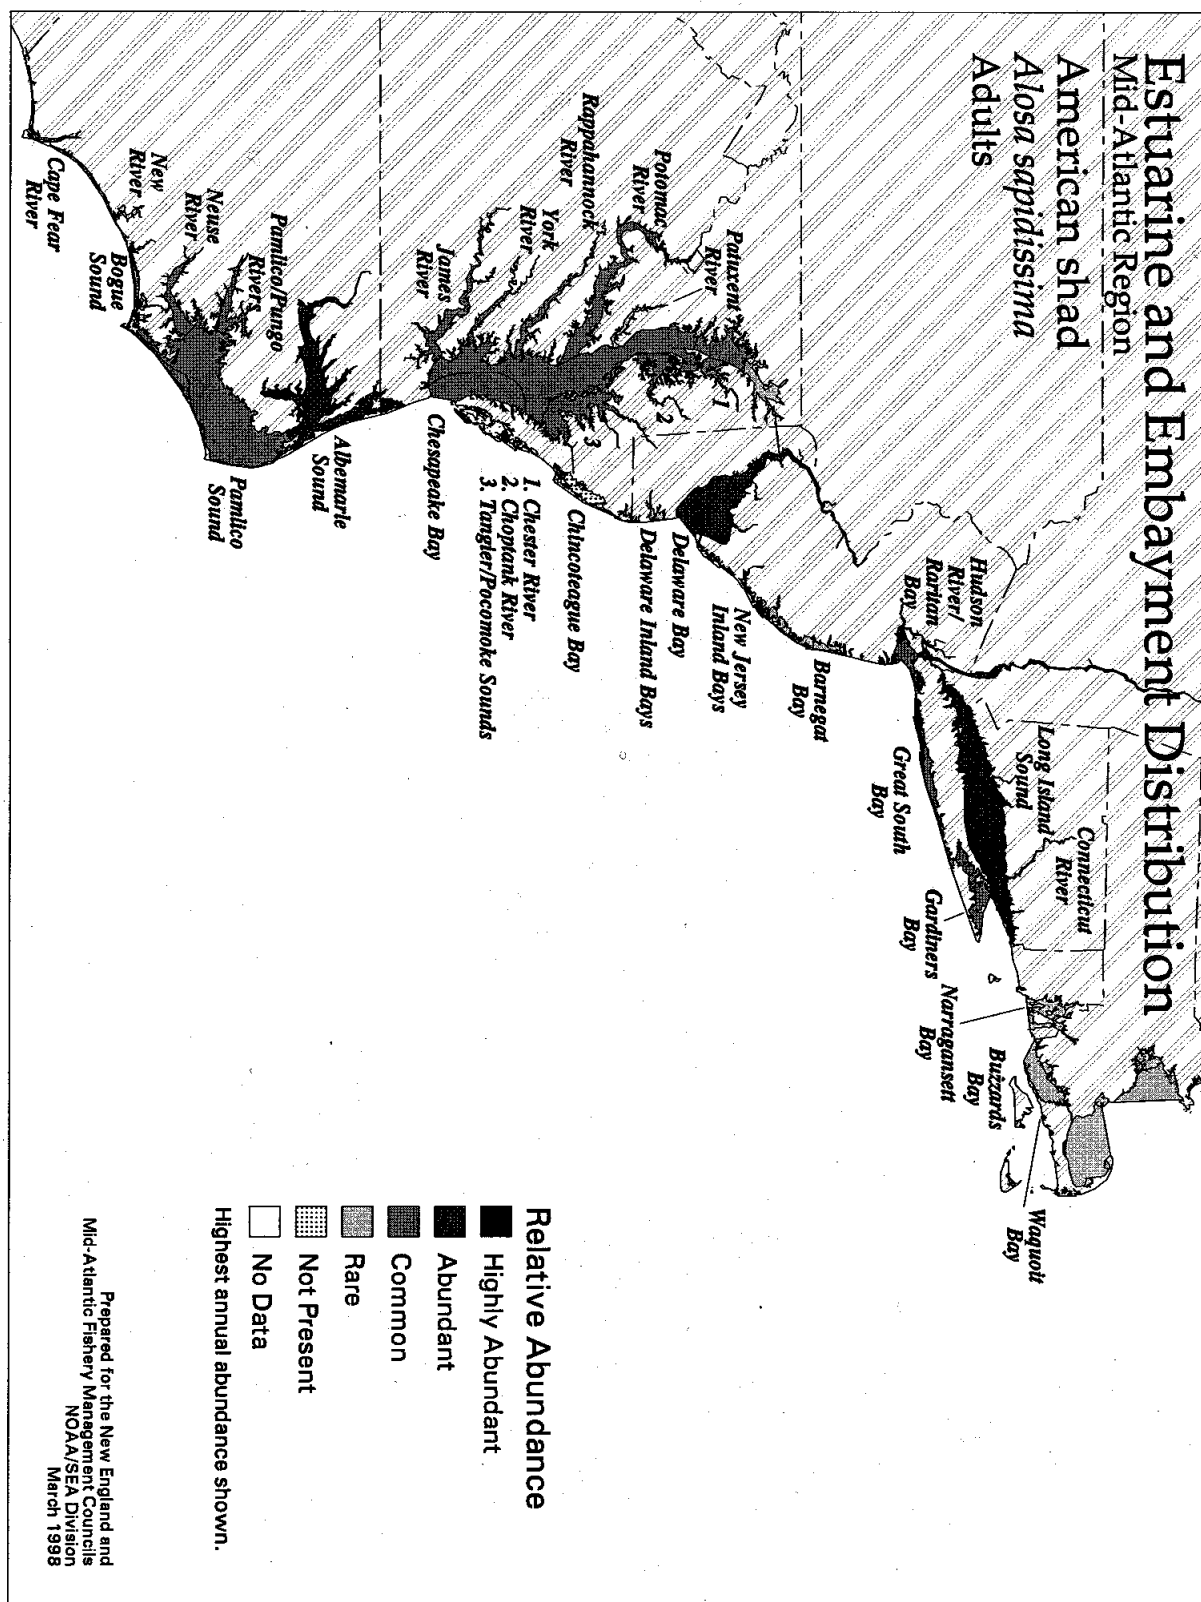 Estuarine and Embayment Distribution
Mid-Atlantic Region
American shad
Alosa sapidissima
Adults
Hudson
River/
Raritan
Bay
Long Island
Sound
Connecticut
River
Great South
Bay
Gardiners
Bay
Narragansett
Bay
Buzzards
Bay
Waquoit
Bay
Barnegat
Bay
New Jersey
Inland Bays
Delaware Bay
Delaware Inland Bays
Chincoteague Bay
1. Chester River
2. Choptank River
3. Tangier/Pocomoke Sounds
Chesapeake Bay
1
2
3
Patuxent
River
Potomac
River
Rappahannock
River
York
River
James
River
Albemarle
Sound
Pamlico
Sound
Pamlico/Pungo
Rivers
Neuse
River
New
River
Bogue
Sound
Cape Fear
River
Relative Abundance
Highly Abundant
Abundant
Common
Rare
Not Present
No Data
Highest annual abundance shown.
Prepared for the New England and
Mid-Atlantic Fishery Management Councils
NOAA/SEA Division
March 1998